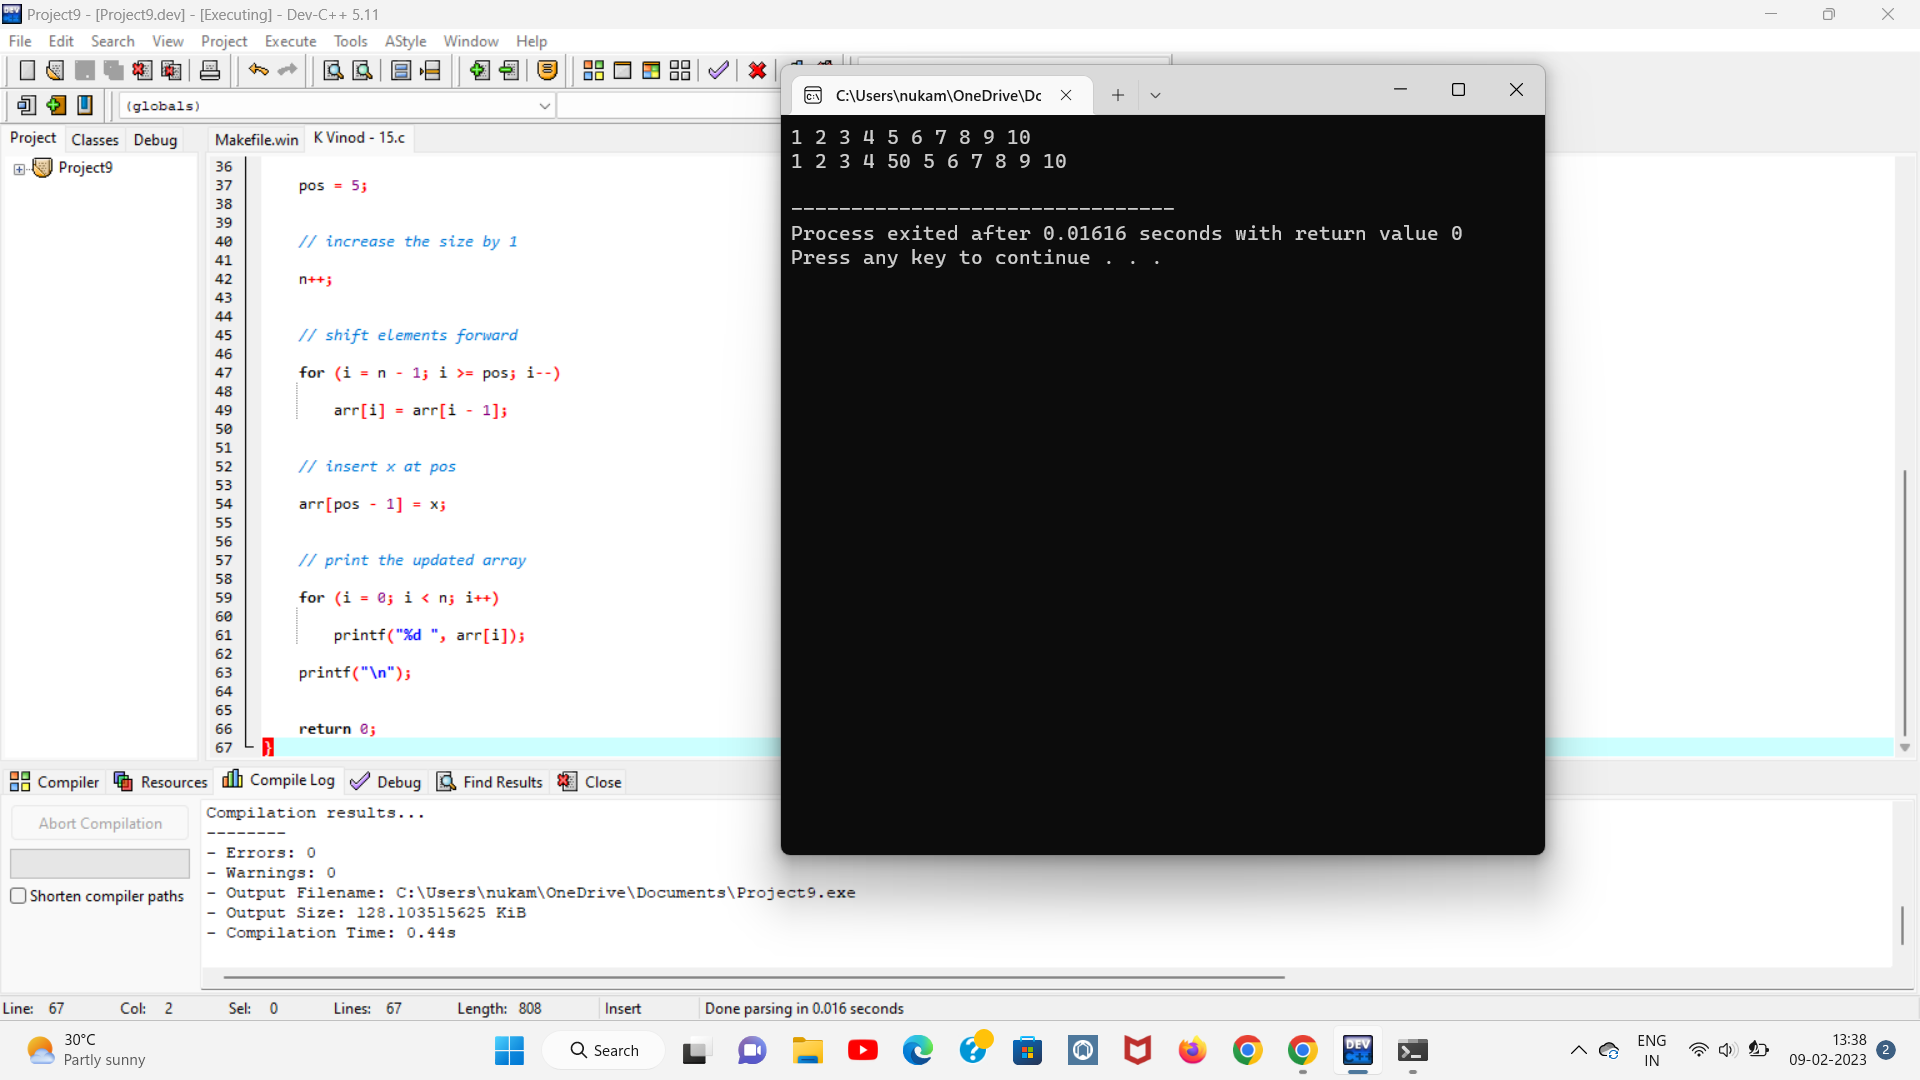 Project9 - [Project9.dev] - [Executing] - Dev-C++ 5.11
File Edit Search View Project Execute Tools AStyle Window Help
(globals)
Project Classes Debug
Makefile.win K Vinod - 15.c
Project9
36
37 pos = 5;
38
39
40 // increase the size by 1
41
42 n++;
43
44
45 // shift elements forward
46
47 for (i = n - 1; i >= pos; i--)
48
49 arr[i] = arr[i - 1];
50
51
52 // insert x at pos
53
54 arr[pos - 1] = x;
55
56
57 // print the updated array
58
59 for (i = 0; i < n; i++)
60
61 printf("%d ", arr[i]);
62
63 printf("\n");
64
65
66 return 0;
67 }
C:\Users\nukam\OneDrive\Dc
1 2 3 4 5 6 7 8 9 10
1 2 3 4 50 5 6 7 8 9 10
--------------------------------
Process exited after 0.01616 seconds with return value 0
Press any key to continue . . .
Compiler Resources Compile Log Debug Find Results Close
Abort Compilation
Shorten compiler paths
Compilation results...
--------
- Errors: 0
- Warnings: 0
- Output Filename: C:\Users\nukam\OneDrive\Documents\Project9.exe
- Output Size: 128.103515625 KiB
- Compilation Time: 0.44s
Line: 67 Col: 2 Sel: 0 Lines: 67 Length: 808 Insert Done parsing in 0.016 seconds
30°C
Partly sunny
Search
DEV
ENG
IN
13:38
09-02-2023
2